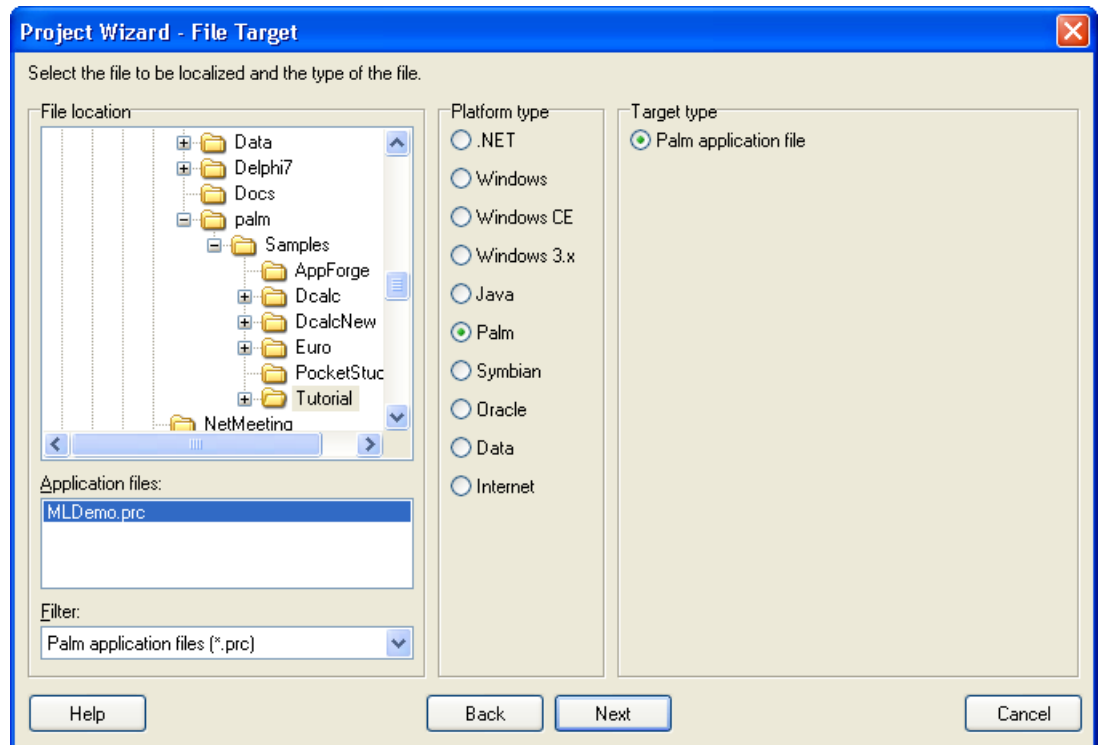 Project Wizard - File Target
Select the file to be localized and the type of the file.
File location
Data
Delphi7
Docs
palm
Samples
AppForge
Dcalc
DcalcNew
Euro
PocketStuc
Tutorial
NetMeeting
Application files:
MLDemo.prc
Filter:
Palm application files (*.prc)
Platform type
.NET
Windows
Windows CE
Windows 3.x
Java
Palm
Symbian
Oracle
Data
Internet
Target type
Palm application file
Help
Back
Next
Cancel